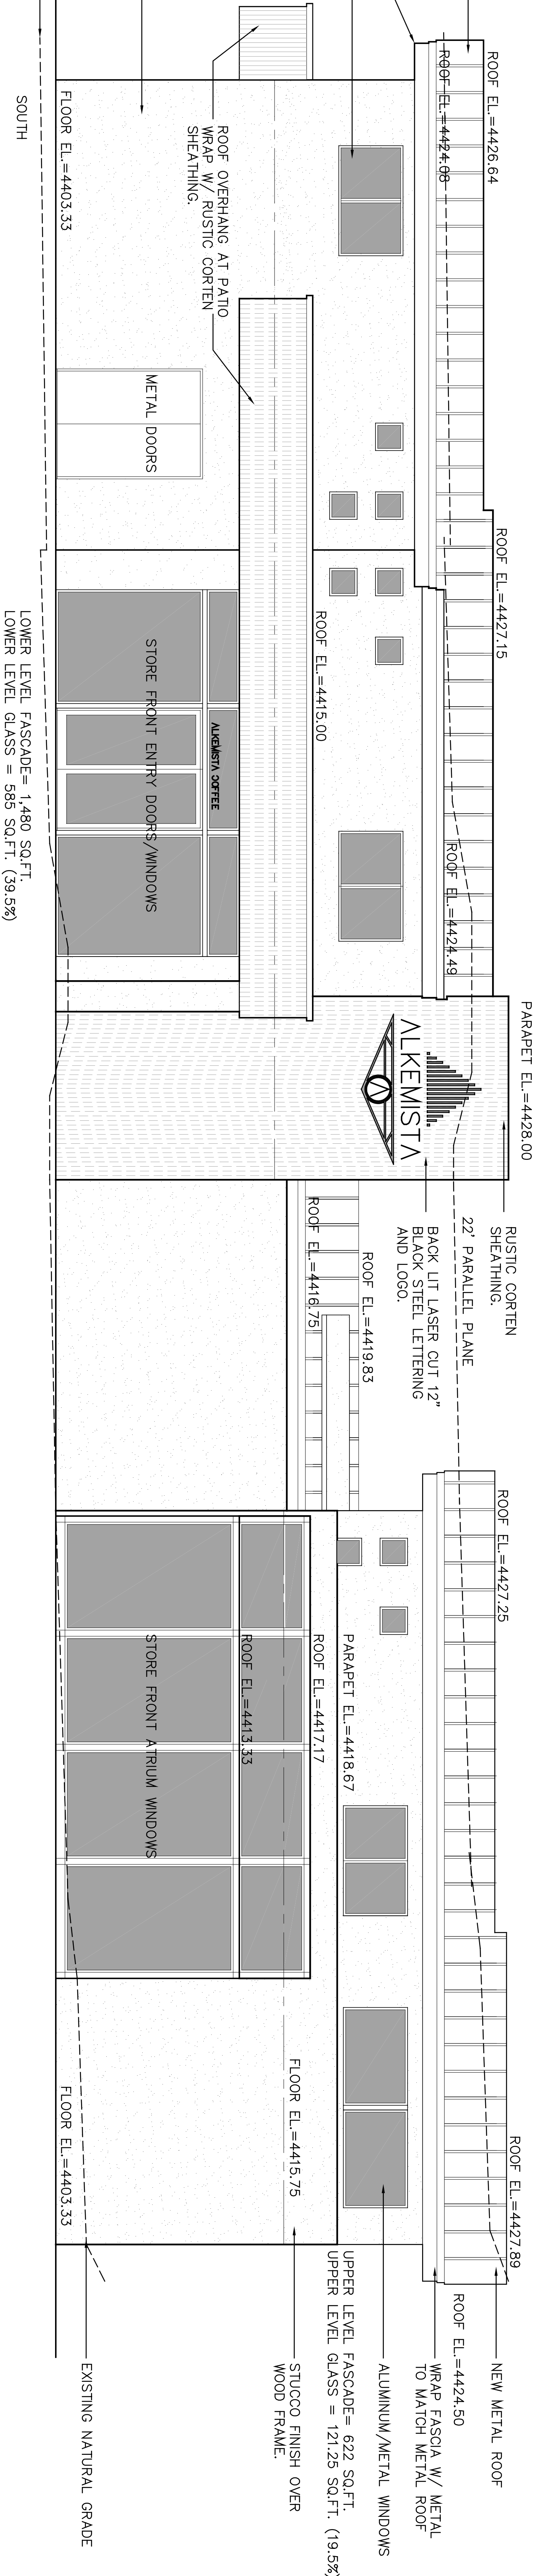 ROOF EL.=4426.64
ROOF EL.=4424.08
FLOOR EL.=4403.33
SOUTH
ROOF OVERHANG AT PATIO
WRAP W/ RUSTIC CORTEN
SHEATHING.
METAL DOORS
ROOF EL.=4427.15
ROOF EL.=4415.00
STORE FRONT ENTRY DOORS/WINDOWS
ALKEMISTA COFFEE
ROOF EL.=4424.49
LOWER LEVEL FASCADE= 1,480 SQ.FT.
LOWER LEVEL GLASS = 585 SQ.FT. (39.5%)
PARAPET EL.=4428.00
ALKEMISTA
RUSTIC CORTEN
SHEATHING.
22' PARALLEL PLANE
BACK LIT LASER CUT 12"
BLACK STEEL LETTERING
AND LOGO.
ROOF EL.=4419.83
ROOF EL.=4416.75
ROOF EL.=4427.25
PARAPET EL.=4418.67
ROOF EL.=4417.17
ROOF EL.=4413.33
STORE FRONT ATRIUM WINDOWS
ROOF EL.=4427.89
FLOOR EL.=4415.75
FLOOR EL.=4403.33
NEW METAL ROOF
ROOF EL.=4424.50
WRAP FASCIA W/ METAL
TO MATCH METAL ROOF
ALUMINUM/METAL WINDOWS
UPPER LEVEL FASCADE= 622 SQ.FT.
UPPER LEVEL GLASS = 121.25 SQ.FT. (19.5%)
STUCCO FINISH OVER
WOOD FRAME.
EXISTING NATURAL GRADE